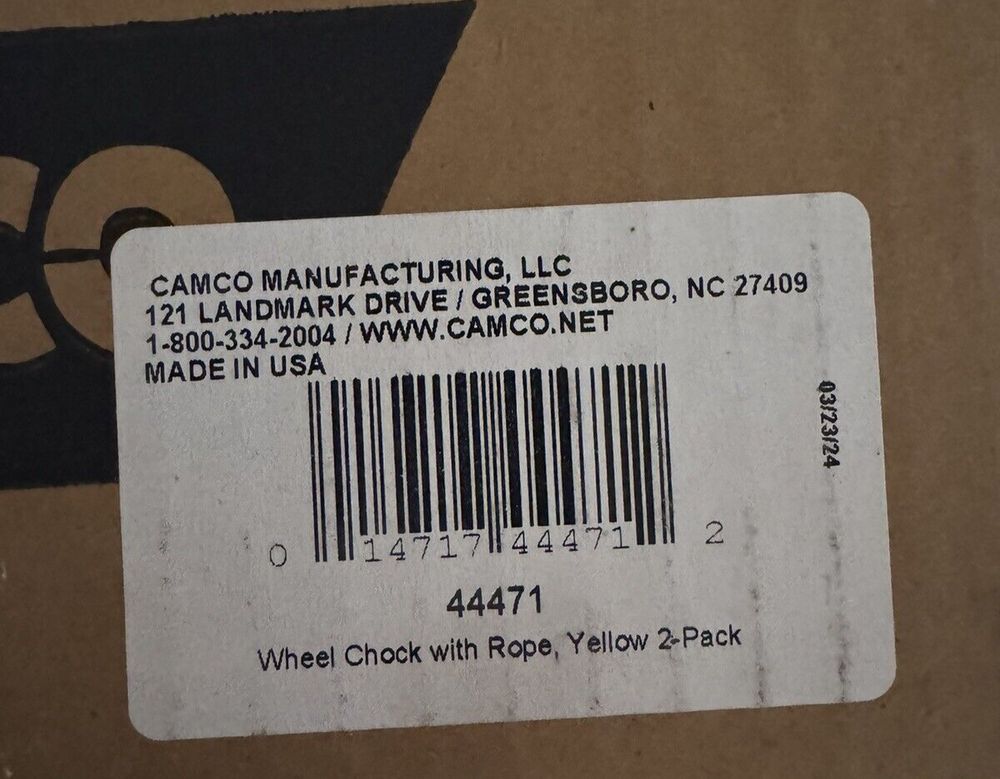 CO
CAMCO MANUFACTURING, LLC
121 LANDMARK DRIVE / GREENSBORO, NC 27409
1-800-334-2004 / WWW.CAMCO.NET
MADE IN USA
03/23/24
0 14717 44471 2
44471
Wheel Chock with Rope, Yellow 2-Pack